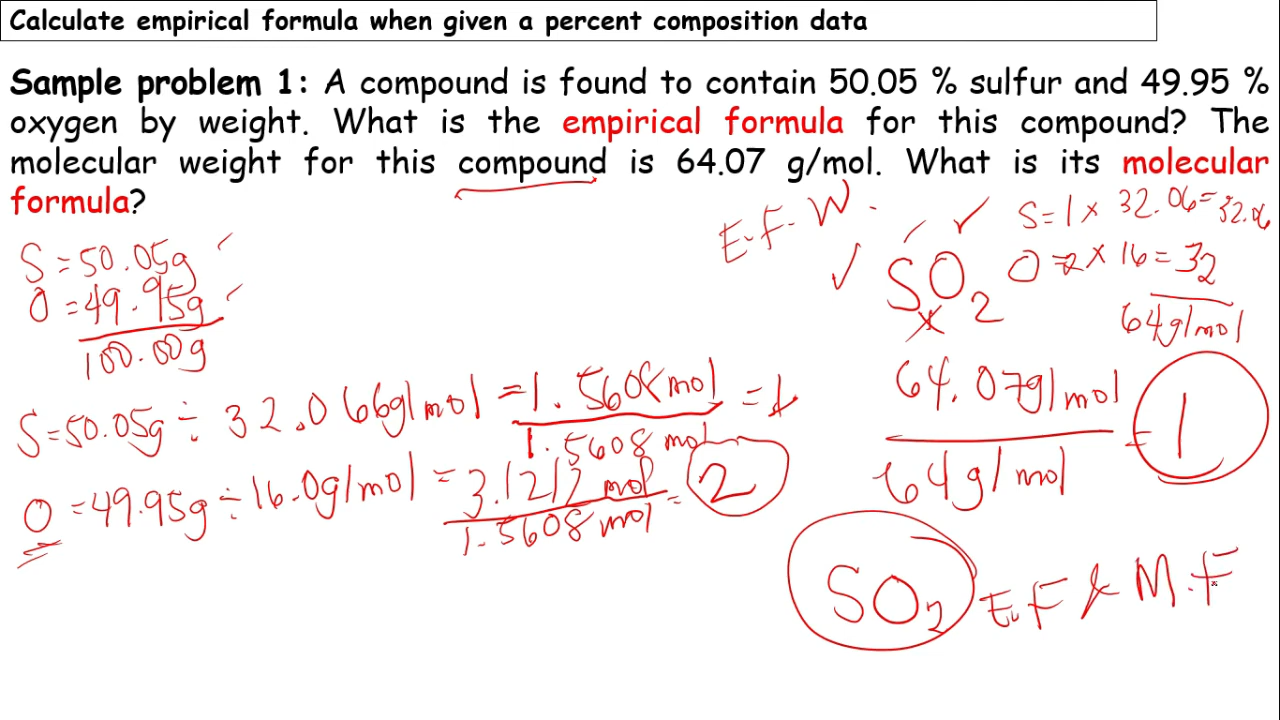 Calculate empirical formula when given a percent composition data
Sample problem 1: A compound is found to contain 50.05 % sulfur and 49.95 %
oxygen by weight. What is the empirical formula for this compound? The
molecular weight for this compound is 64.07 g/mol. What is its molecular
formula?
S = 50.05g
O = 49.95g
100.00g
E.F.W.
SO2
S = 1 x 32.06 = 32.06
O = 2 x 16 = 32
64g/mol
S = 50.05g ÷ 32.066g/mol = 1.5608 mol = 1
1.5608 mol
O = 49.95g ÷ 16.0g/mol = 3.1212 mol = 2
1.5608 mol
64.07g/mol = 1
64g/mol
SO2 E.F & M.F